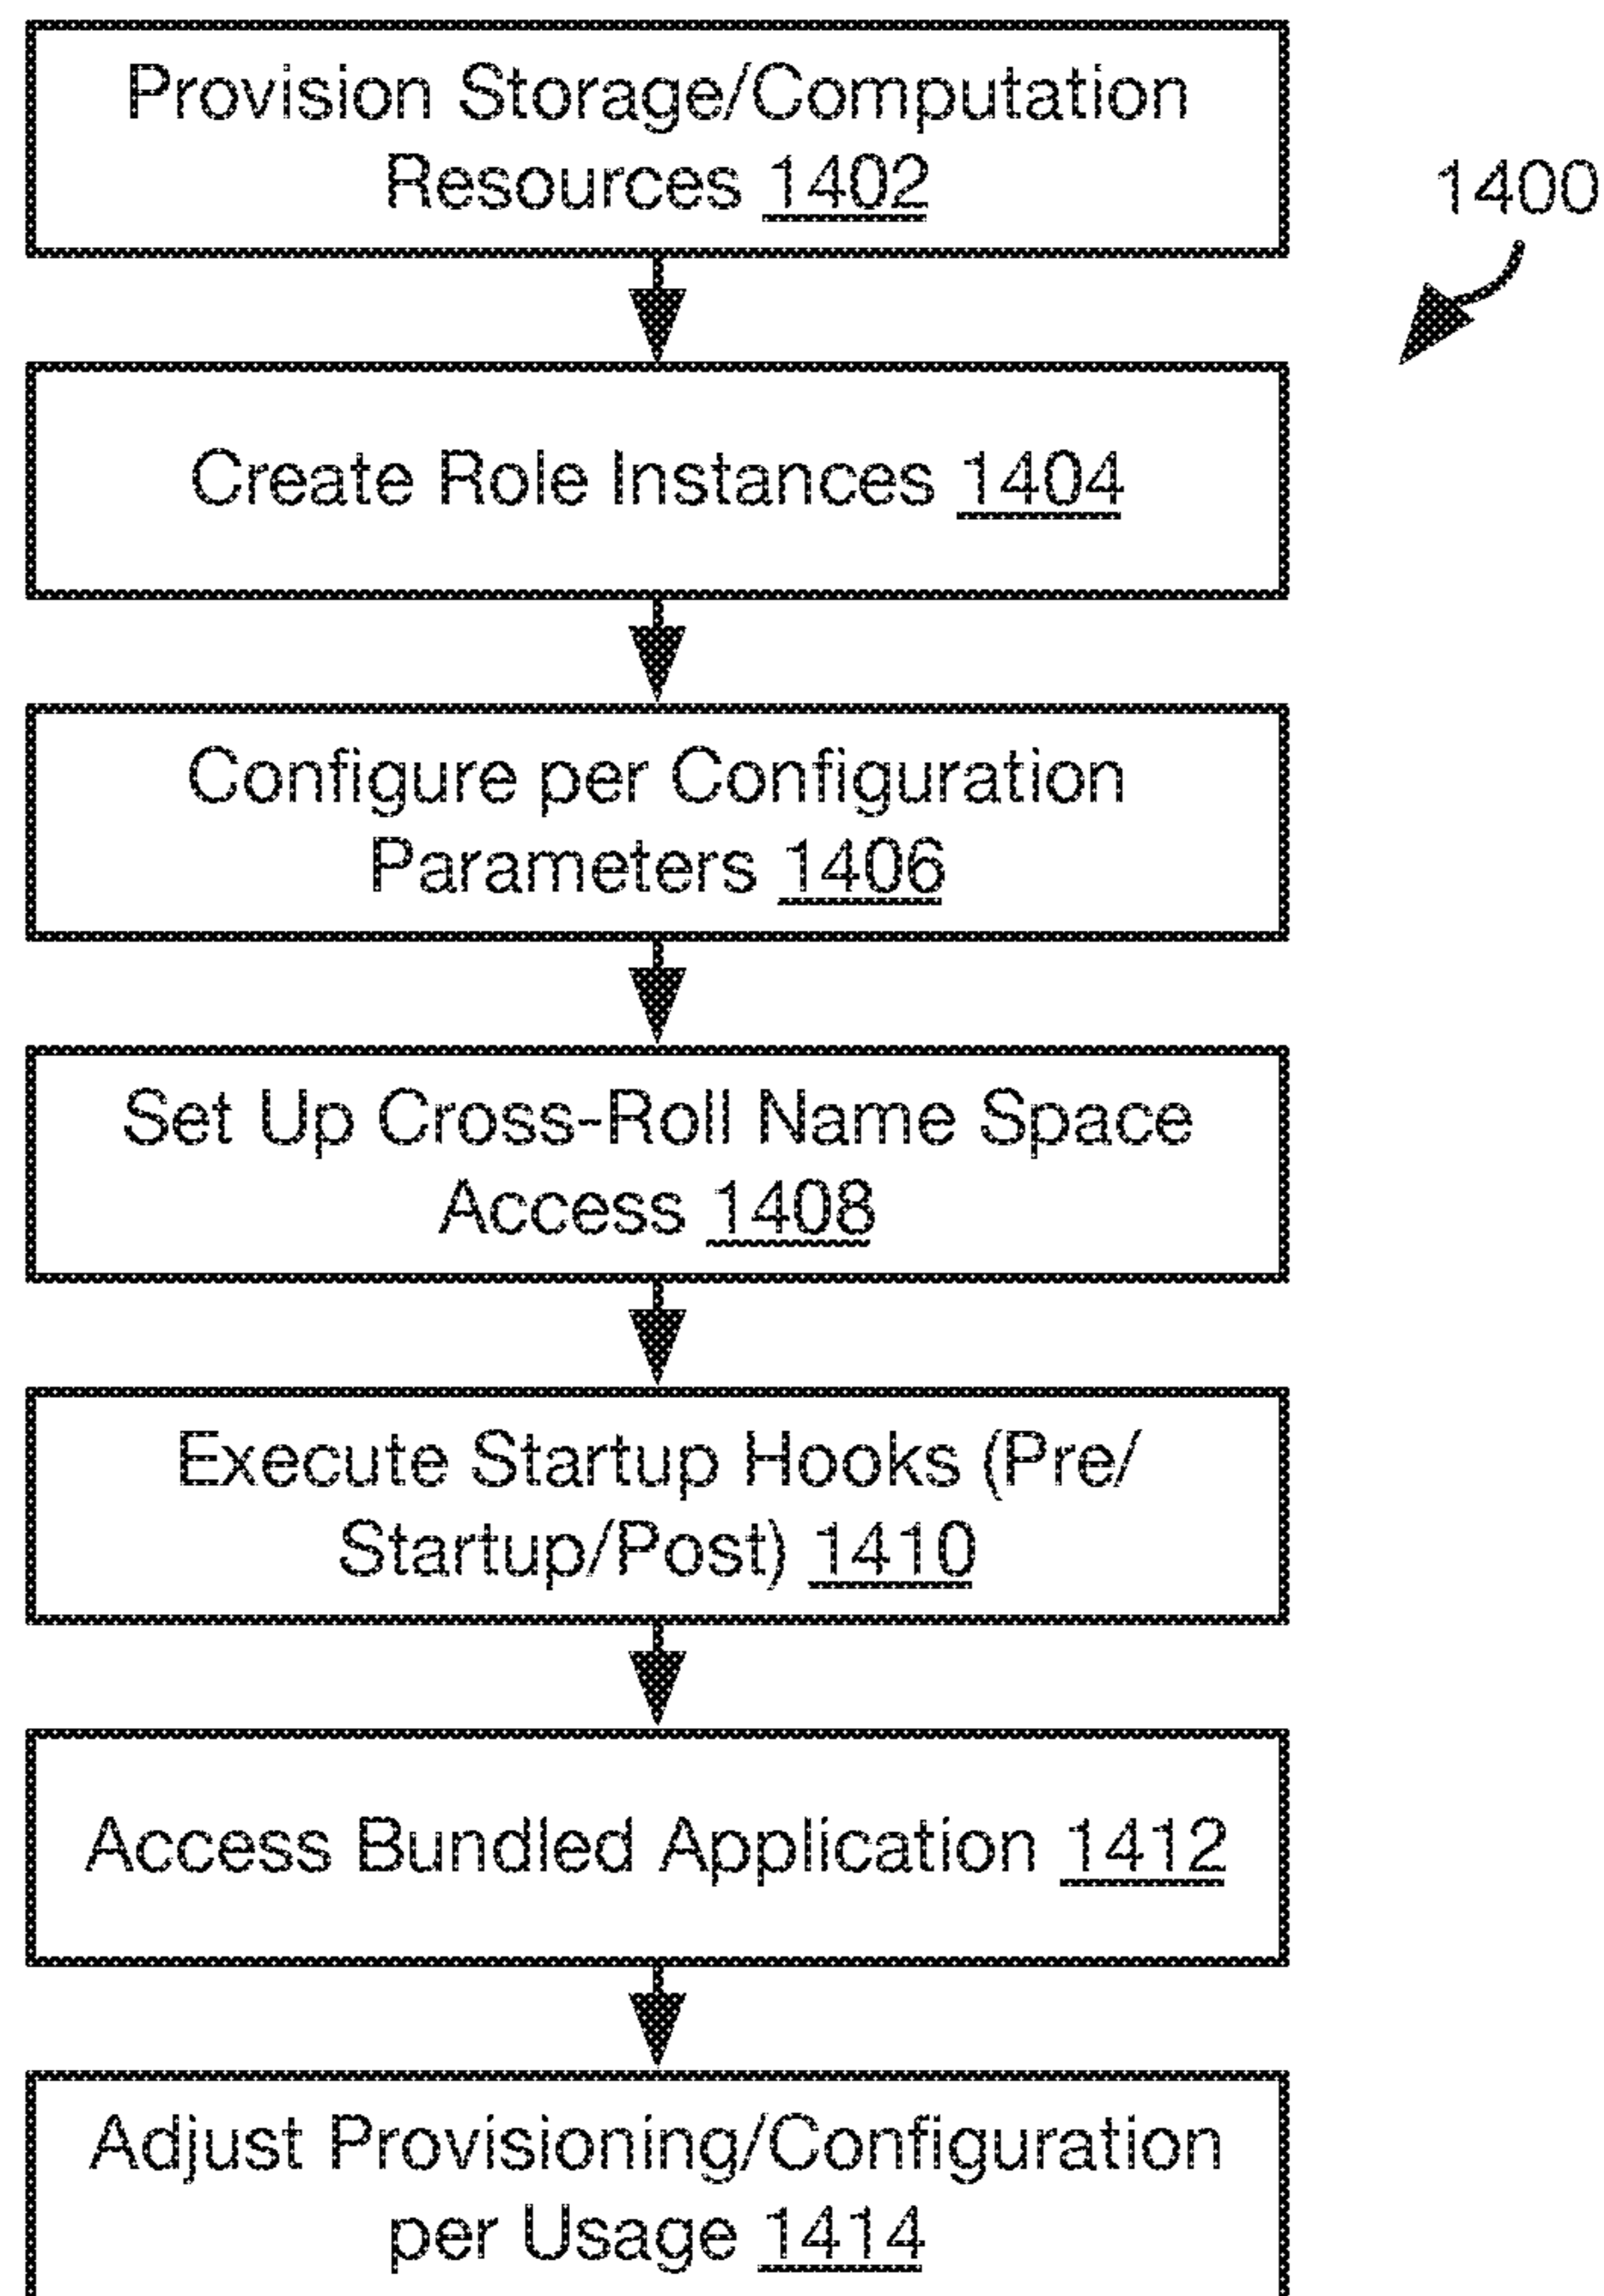 Provision Storage/Computation
Resources 1402
1400
Create Role Instances 1404
Configure per Configuration
Parameters 1406
Set Up Cross-Roll Name Space
Access 1408
Execute Startup Hooks (Pre/
Startup/Post) 1410
Access Bundled Application 1412
Adjust Provisioning/Configuration
per Usage 1414